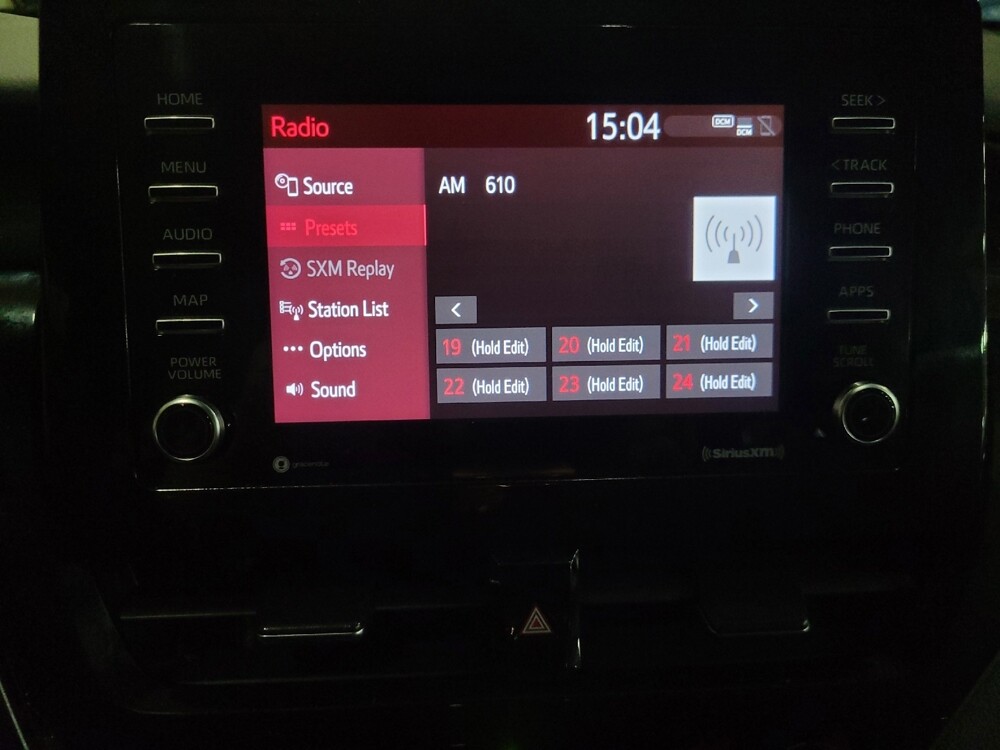 HOME
MENU
AUDIO
MAP
POWER
VOLUME
Radio
15:04
DCM
DCM
Source
Presets
SXM Replay
Station List
Options
Sound
AM 610
<
>
19 (Hold Edit)
20 (Hold Edit)
21 (Hold Edit)
22 (Hold Edit)
23 (Hold Edit)
24 (Hold Edit)
SEEK >
< TRACK
PHONE
APPS
TUNE
SCROLL
gracenote
SiriusXM